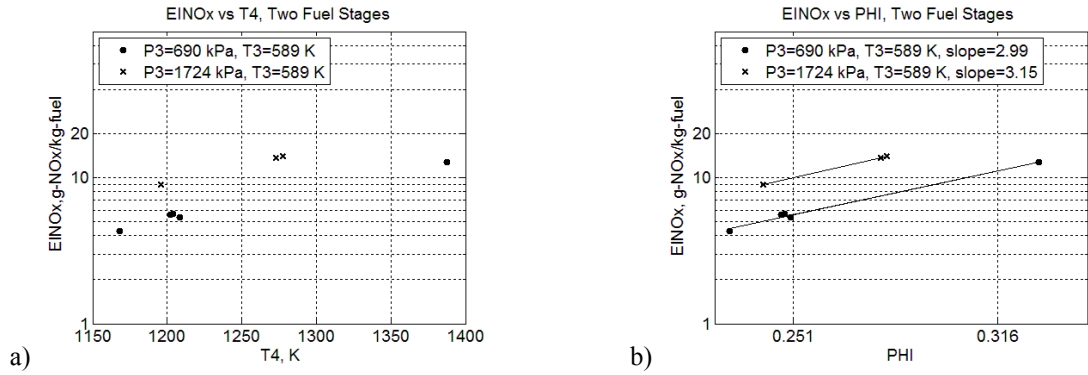 EINOx vs T4, Two Fuel Stages
P3=690 kPa, T3=589 K
P3=1724 kPa, T3=589 K
EINOx,g-NOx/kg-fuel
20
10
1
1150
1200
1250
1300
1350
1400
T4, K
a)
EINOx vs PHI, Two Fuel Stages
P3=690 kPa, T3=589 K, slope=2.99
P3=1724 kPa, T3=589 K, slope=3.15
EINOx, g-NOx/kg-fuel
20
10
1
0.251
0.316
PHI
b)